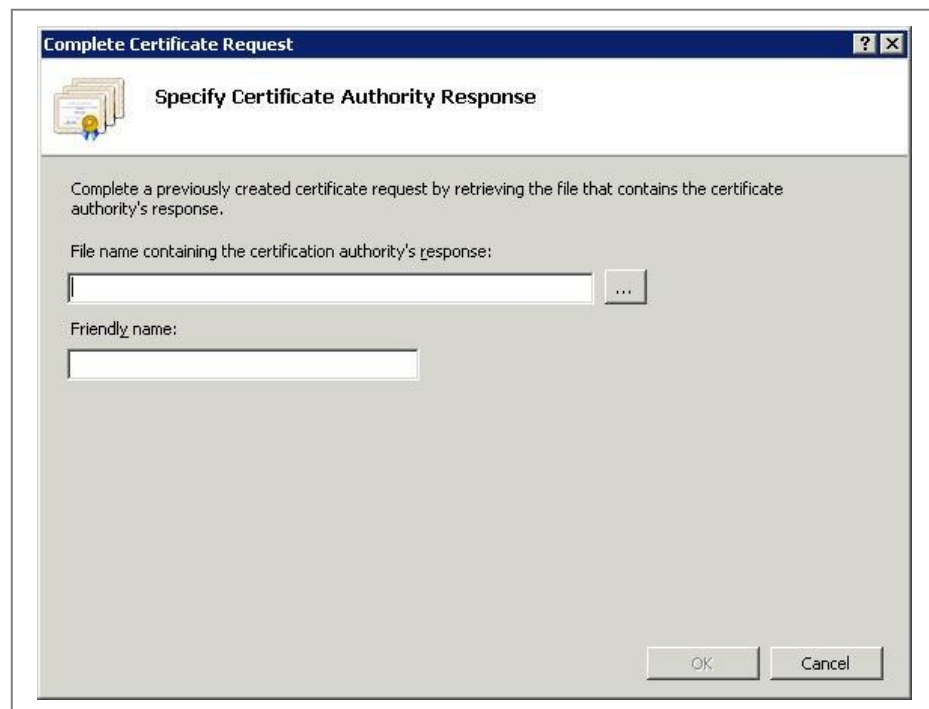 Complete Certificate Request
Specify Certificate Authority Response
Complete a previously created certificate request by retrieving the file that contains the certificate
authority's response.
File name containing the certification authority's response:
...
Friendly name:
OK
Cancel